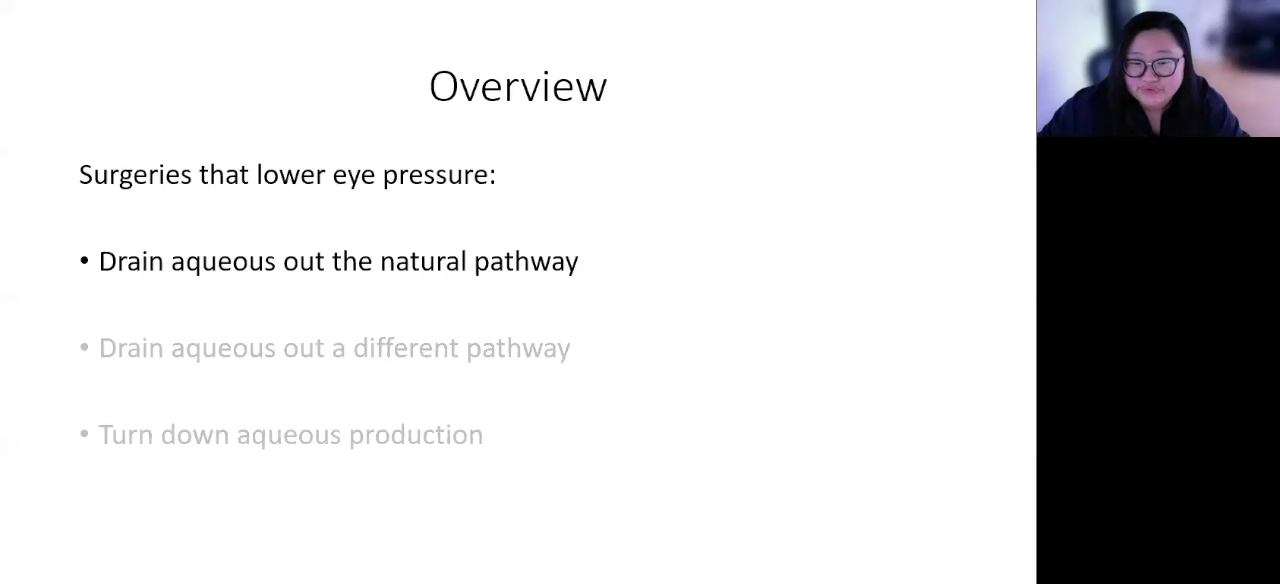 Overview
Surgeries that lower eye pressure:
• Drain aqueous out the natural pathway
• Drain aqueous out a different pathway
• Turn down aqueous production